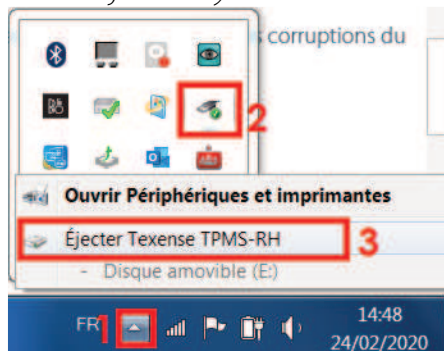 corruptions du
2
Ouvrir Périphériques et imprimantes
Éjecter Texense TPMS-RH
3
- Disque amovible (E:)
FR
1
14:48
24/02/2020